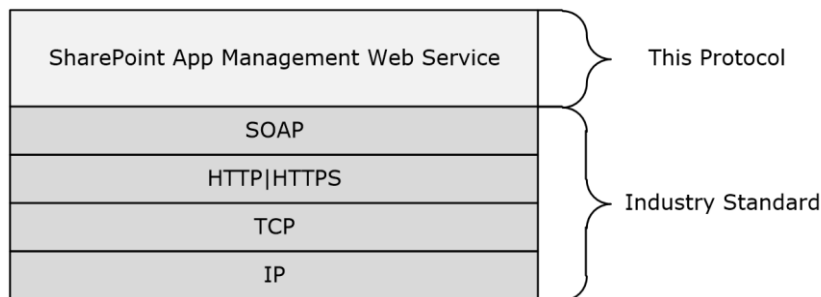 SharePoint App Management Web Service
This Protocol
SOAP
HTTP|HTTPS
TCP
IP
Industry Standard